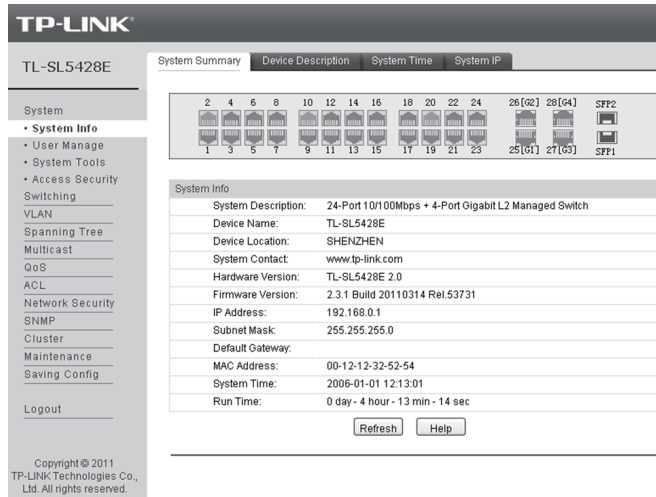 TP-LINK®
TL-SL5428E
System Summary Device Description System Time System IP
System
• System Info
• User Manage
• System Tools
• Access Security
Switching
VLAN
Spanning Tree
Multicast
QoS
ACL
Network Security
SNMP
Cluster
Maintenance
Saving Config
Logout
Copyright © 2011
TP-LINK Technologies Co.,
Ltd. All rights reserved.
2 4 6 8 10 12 14 16 18 20 22 24 26[G2] 28[G4] SFP2
1 3 5 7 9 11 13 15 17 19 21 23 25[G1] 27[G3] SFP1
System Info
System Description: 24-Port 10/100Mbps + 4-Port Gigabit L2 Managed Switch
Device Name: TL-SL5428E
Device Location: SHENZHEN
System Contact: www.tp-link.com
Hardware Version: TL-SL5428E 2.0
Firmware Version: 2.3.1 Build 20110314 Rel.53731
IP Address: 192.168.0.1
Subnet Mask: 255.255.255.0
Default Gateway:
MAC Address: 00-12-12-32-52-54
System Time: 2006-01-01 12:13:01
Run Time: 0 day - 4 hour - 13 min - 14 sec
Refresh Help